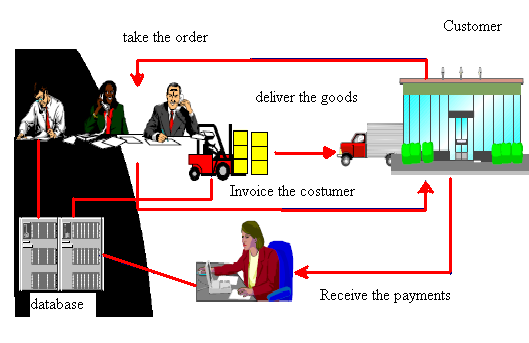 Customer
take the order
deliver the goods
Invoice the costumer
Receive the payments
database